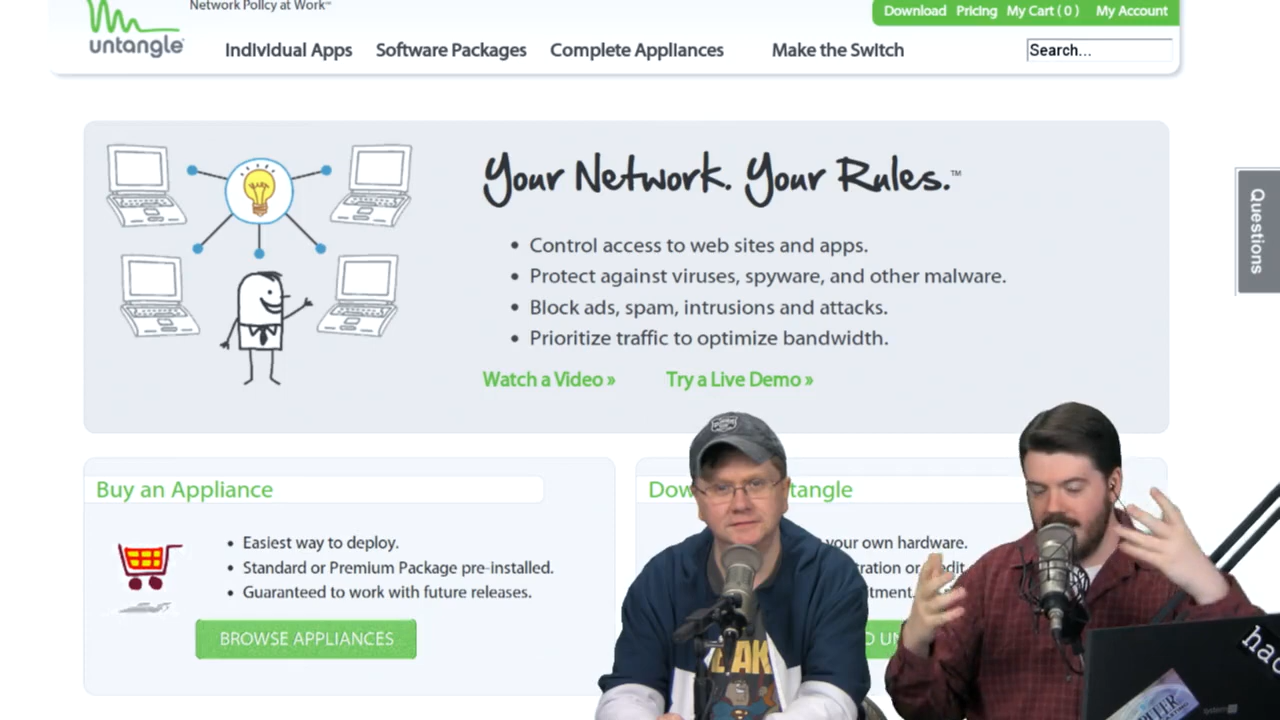 Network Policy at Work™
untangle
Download Pricing My Cart ( 0 ) My Account
Individual Apps Software Packages Complete Appliances Make the Switch
Search...
Your Network. Your Rules.™
• Control access to web sites and apps.
• Protect against viruses, spyware, and other malware.
• Block ads, spam, intrusions and attacks.
• Prioritize traffic to optimize bandwidth.
Watch a Video » Try a Live Demo »
Questions
Buy an Appliance
• Easiest way to deploy.
• Standard or Premium Package pre-installed.
• Guaranteed to work with future releases.
BROWSE APPLIANCES
your own hardware.